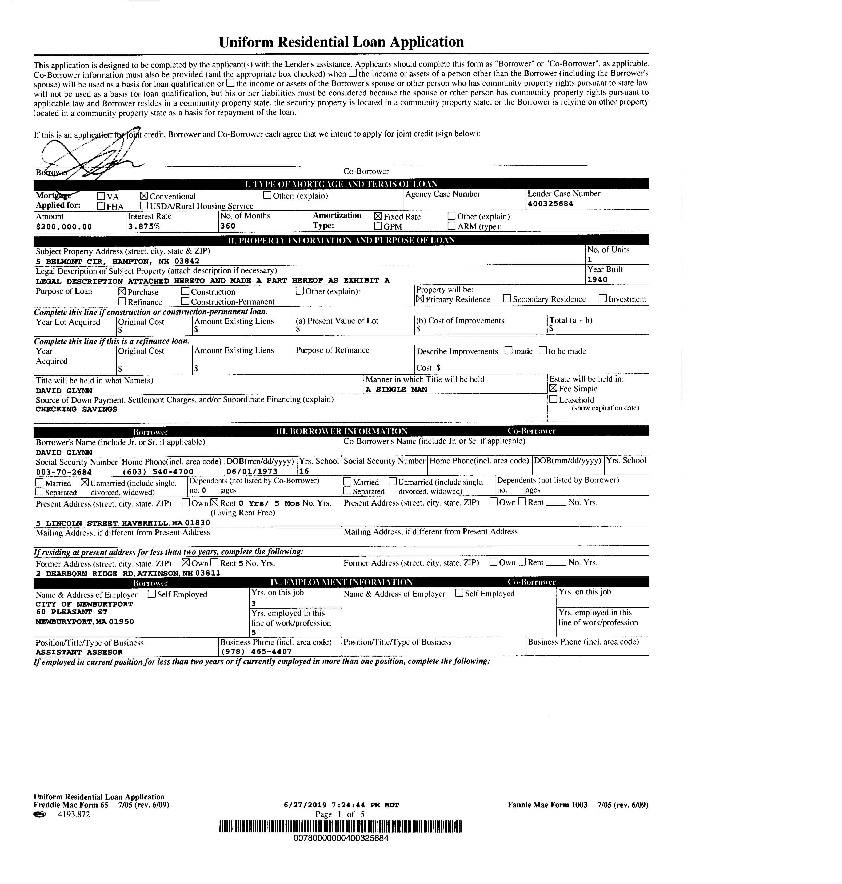 Uniform Residential Loan Application
This application is designed to be completed by the applicant(s) with the Lender's assistance. Applicants should complete this form as "Borrower" or "Co-Borrower", as applicable.
Co-Borrower information must also be provided (and the appropriate box checked) when ☐ the income or assets of a person other than the Borrower (including the Borrower's
spouse) will be used as a basis for loan qualification or ☐ the income or assets of the Borrower's spouse or other person who has community property rights pursuant to state law
will not be used as a basis for loan qualification, but his or her liabilities must be considered because the spouse or other person has community property rights pursuant to
applicable law and Borrower resides in a community property state, the security property is located in a community property state, or the Borrower is relying on other property
located in a community property state as a basis for repayment of the loan.
If this is an application for joint credit, Borrower and Co-Borrower each agree that we intend to apply for joint credit (sign below):
Borrower Co-Borrower
I. TYPE OF MORTGAGE AND TERMS OF LOAN
Mortgage ☐ VA ☒ Conventional ☐ Other: (explain) Agency Case Number Lender Case Number
Applied for: ☐ FHA ☐ USDA/Rural Housing Service 400325684
Amount Interest Rate No. of Months Amortization ☒ Fixed Rate ☐ Other (explain)
$200,000.00 3.875% 360 Type: ☐ GPM ☐ ARM (type):
II. PROPERTY INFORMATION AND PURPOSE OF LOAN
Subject Property Address (street, city, state & ZIP) No. of Units
5 BELMONT CIR, HAMPTON, NH 03842 1
Legal Description of Subject Property (attach description if necessary) Year Built
LEGAL DESCRIPTION ATTACHED HERETO AND MADE A PART HEREOF AS EXHIBIT A 1940
Purpose of Loan ☒ Purchase ☐ Construction ☐ Other (explain): Property will be:
☐ Refinance ☐ Construction-Permanent ☒ Primary Residence ☐ Secondary Residence ☐ Investment
Complete this line if construction or construction-permanent loan.
Year Lot Acquired Original Cost Amount Existing Liens (a) Present Value of Lot (b) Cost of Improvements Total (a + b)
$ $ $ $ $
Complete this line if this is a refinance loan.
Year Original Cost Amount Existing Liens Purpose of Refinance Describe Improvements ☐ made ☐ to be made
Acquired
$ $ Cost: $
Title will be held in what Name(s) Manner in which Title will be held Estate will be held in:
DAVID GLYNN A SINGLE MAN ☒ Fee Simple
Source of Down Payment, Settlement Charges, and/or Subordinate Financing (explain) ☐ Leasehold
CHECKING SAVINGS (show expiration date)
Borrower III. BORROWER INFORMATION Co-Borrower
Borrower's Name (include Jr. or Sr. if applicable) Co-Borrower's Name (include Jr. or Sr. if applicable)
DAVID GLYNN
Social Security Number Home Phone(incl. area code) DOB(mm/dd/yyyy) Yrs. School Social Security Number Home Phone(incl. area code) DOB(mm/dd/yyyy) Yrs. School
003-70-2684 (603) 540-4700 06/01/1973 16
☐ Married ☒ Unmarried (include single, Dependents (not listed by Co-Borrower) ☐ Married ☐ Unmarried (include single, Dependents (not listed by Borrower)
☐ Separated divorced, widowed) no. 0 ages ☐ Separated divorced, widowed) no. ages
Present Address (street, city, state, ZIP) ☐ Own ☒ Rent 0 Yrs/ 5 Mos No. Yrs. Present Address (street, city, state, ZIP) ☐ Own ☐ Rent ____ No. Yrs.
(Living Rent Free)
5 LINCOLN STREET, HAVERHILL, MA 01830
Mailing Address, if different from Present Address Mailing Address, if different from Present Address
If residing at present address for less than two years, complete the following:
Former Address (street, city, state, ZIP) ☒ Own ☐ Rent 5 No. Yrs. Former Address (street, city, state, ZIP) ☐ Own ☐ Rent ____ No. Yrs.
2 DEARBORN RIDGE RD, ATKINSON, NH 03811
Borrower IV. EMPLOYMENT INFORMATION Co-Borrower
Name & Address of Employer ☐ Self Employed Yrs. on this job Name & Address of Employer ☐ Self Employed Yrs. on this job
CITY OF NEWBURYPORT 3
60 PLEASANT ST Yrs. employed in this Yrs. employed in this
NEWBURYPORT, MA 01950 line of work/profession line of work/profession
5
Position/Title/Type of Business Business Phone (incl. area code) Position/Title/Type of Business Business Phone (incl. area code)
ASSISTANT ASSESOR (978) 465-4407
If employed in current position for less than two years or if currently employed in more than one position, complete the following:
Uniform Residential Loan Application
Freddie Mac Form 65 7/05 (rev. 6/09) 6/27/2019 7:24:44 PM MDT Fannie Mae Form 1003 7/05 (rev. 6/09)
4193.872 Page 1 of 5
00780000000400325684